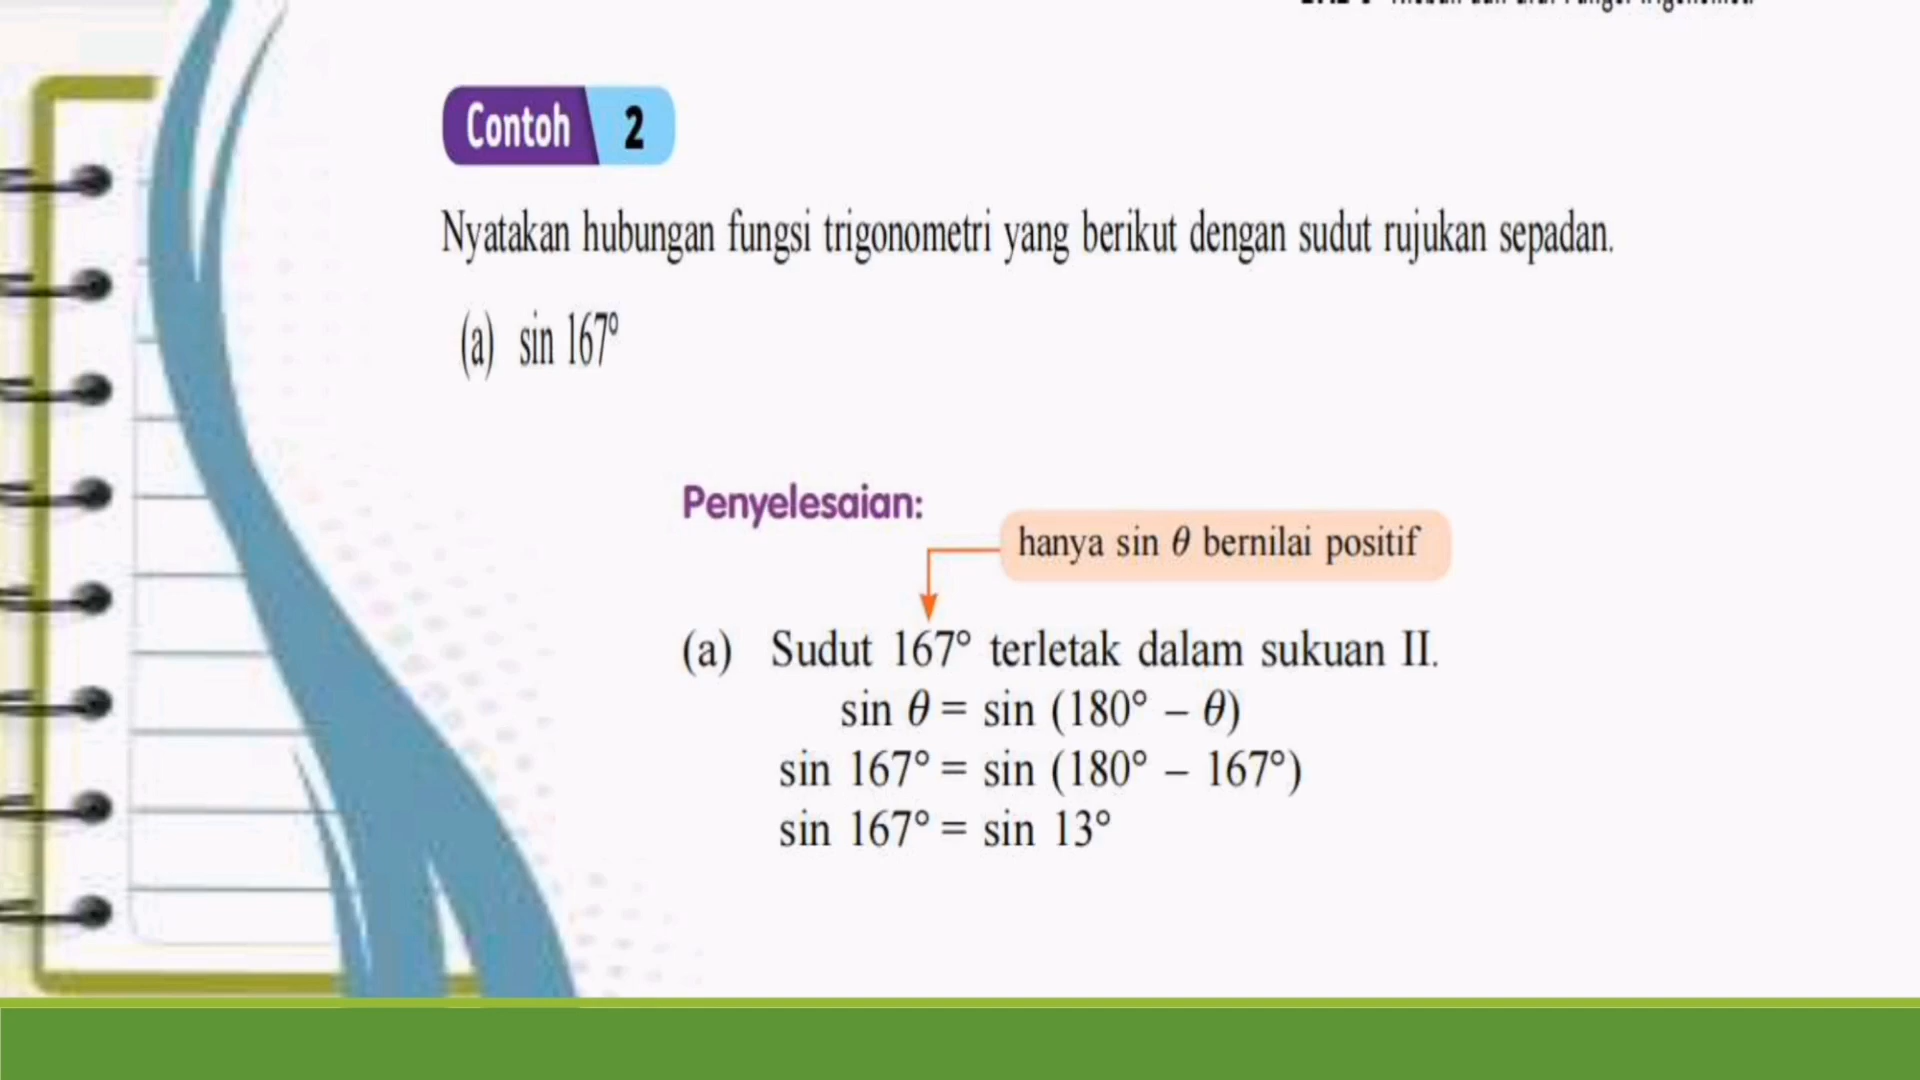 Contoh 2
Nyatakan hubungan fungsi trigonometri yang berikut dengan sudut rujukan sepadan.
(a) sin 167°
Penyelesaian:
hanya sin θ bernilai positif
(a) Sudut 167° terletak dalam sukuan II.
sin θ = sin (180° – θ)
sin 167° = sin (180° – 167°)
sin 167° = sin 13°